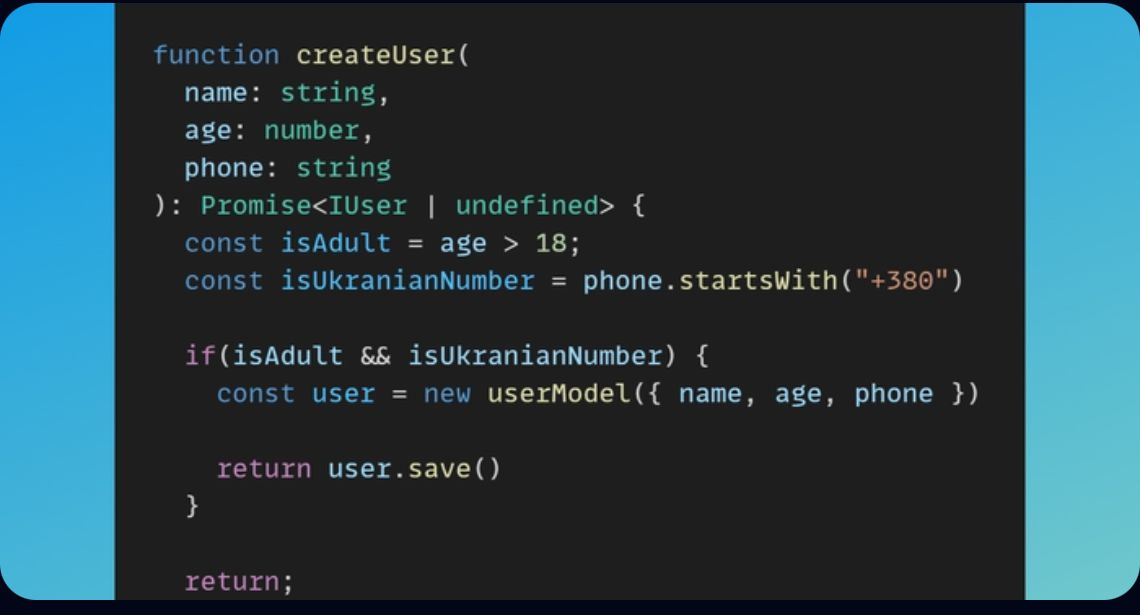 function createUser(
  name: string,
  age: number,
  phone: string
): Promise<IUser | undefined> {
  const isAdult = age > 18;
  const isUkranianNumber = phone.startsWith("+380")

  if(isAdult && isUkranianNumber) {
    const user = new userModel({ name, age, phone })

    return user.save()
  }

  return;